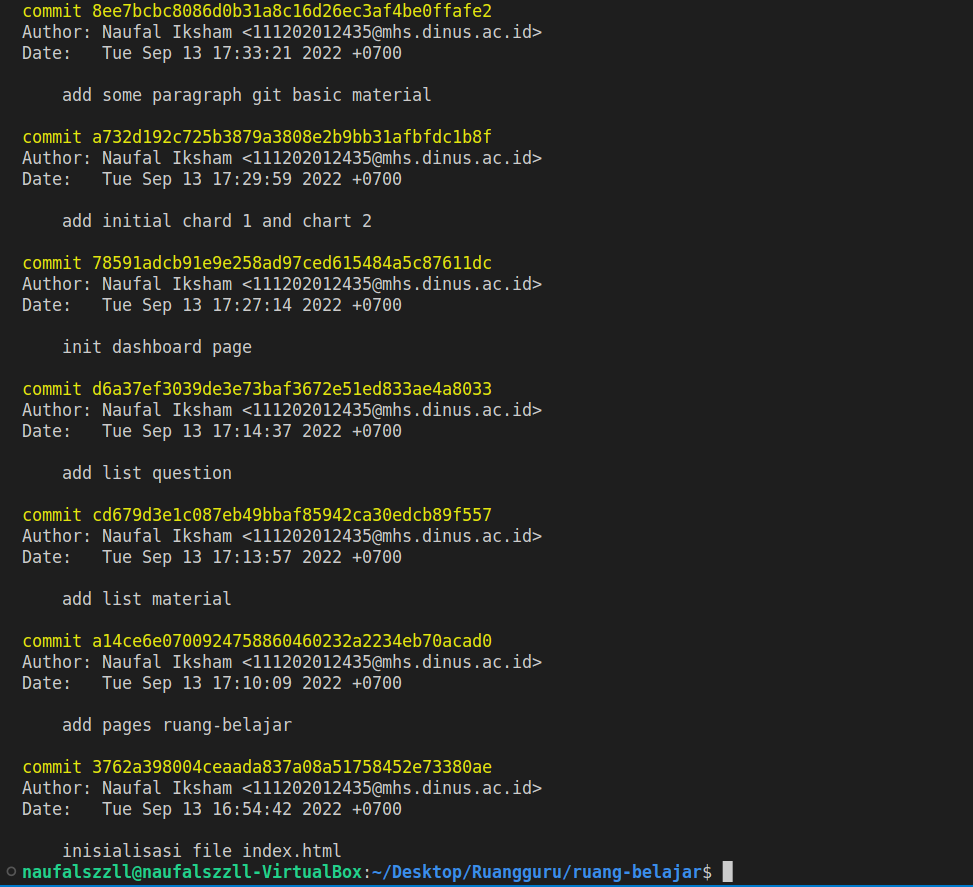 commit 8ee7bcbc8086d0b31a8c16d26ec3af4be0ffafe2
Author: Naufal Iksham <111202012435@mhs.dinus.ac.id>
Date:   Tue Sep 13 17:33:21 2022 +0700
add some paragraph git basic material
commit a732d192c725b3879a3808e2b9bb31afbfdc1b8f
Author: Naufal Iksham <111202012435@mhs.dinus.ac.id>
Date:   Tue Sep 13 17:29:59 2022 +0700
add initial chard 1 and chart 2
commit 78591adcb91e9e258ad97ced615484a5c87611dc
Author: Naufal Iksham <111202012435@mhs.dinus.ac.id>
Date:   Tue Sep 13 17:27:14 2022 +0700
init dashboard page
commit d6a37ef3039de3e73baf3672e51ed833ae4a8033
Author: Naufal Iksham <111202012435@mhs.dinus.ac.id>
Date:   Tue Sep 13 17:14:37 2022 +0700
add list question
commit cd679d3e1c087eb49bbaf85942ca30edcb89f557
Author: Naufal Iksham <111202012435@mhs.dinus.ac.id>
Date:   Tue Sep 13 17:13:57 2022 +0700
add list material
commit a14ce6e0700924758860460232a2234eb70acad0
Author: Naufal Iksham <111202012435@mhs.dinus.ac.id>
Date:   Tue Sep 13 17:10:09 2022 +0700
add pages ruang-belajar
commit 3762a398004ceaada837a08a51758452e73380ae
Author: Naufal Iksham <111202012435@mhs.dinus.ac.id>
Date:   Tue Sep 13 16:54:42 2022 +0700
inisialisasi file index.html
naufalszzll@naufalszzll-VirtualBox:~/Desktop/Ruangguru/ruang-belajar$